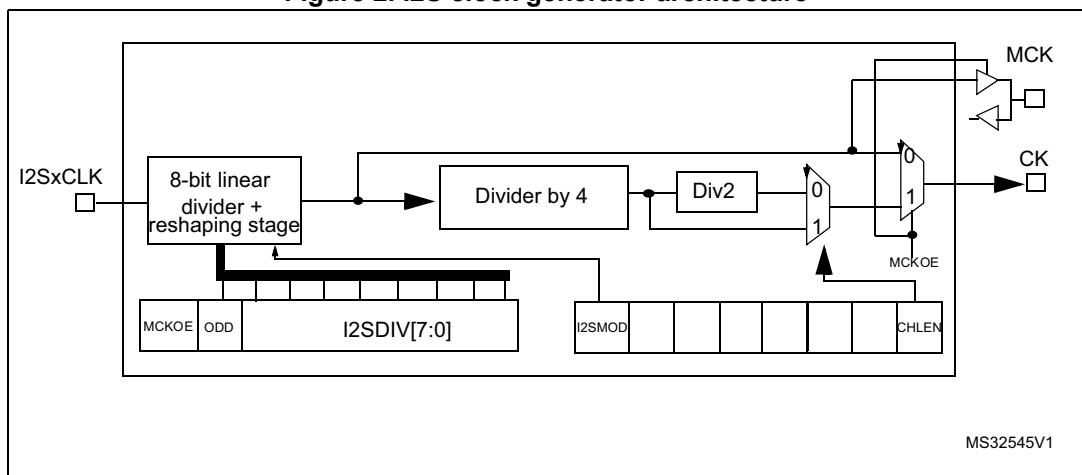 Figure 2. I2S clock generator architecture
MCK
I2SxCLK
8-bit linear
divider +
reshaping stage
Divider by 4
Div2
0
1
0
1
CK
MCKOE
MCKOE
ODD
I2SDIV[7:0]
I2SMOD
CHLEN
MS32545V1